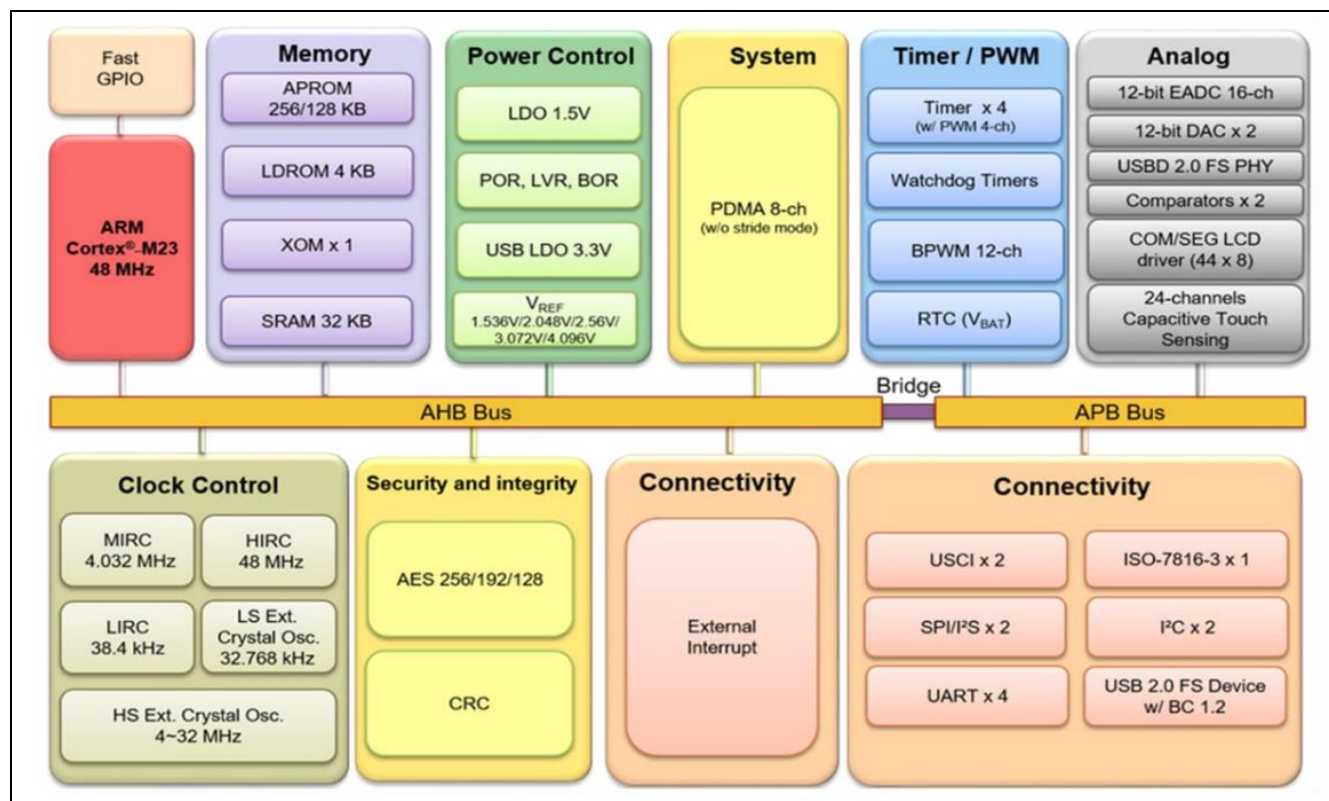 Fast
GPIO
ARM
Cortex®-M23
48 MHz
Memory
APROM
256/128 KB
LDROM 4 KB
XOM x 1
SRAM 32 KB
Power Control
LDO 1.5V
POR, LVR, BOR
USB LDO 3.3V
VREF
1.536V/2.048V/2.56V/
3.072V/4.096V
System
PDMA 8-ch
(w/o stride mode)
Timer / PWM
Timer x 4
(w/ PWM 4-ch)
Watchdog Timers
BPWM 12-ch
RTC (VBAT)
Analog
12-bit EADC 16-ch
12-bit DAC x 2
USBD 2.0 FS PHY
Comparators x 2
COM/SEG LCD
driver (44 x 8)
24-channels
Capacitive Touch
Sensing
AHB Bus
Bridge
APB Bus
Clock Control
MIRC
4.032 MHz
HIRC
48 MHz
LIRC
38.4 kHz
LS Ext.
Crystal Osc.
32.768 kHz
HS Ext. Crystal Osc.
4~32 MHz
Security and integrity
AES 256/192/128
CRC
Connectivity
External
Interrupt
Connectivity
USCI x 2
ISO-7816-3 x 1
SPI/I²S x 2
I²C x 2
UART x 4
USB 2.0 FS Device
w/ BC 1.2